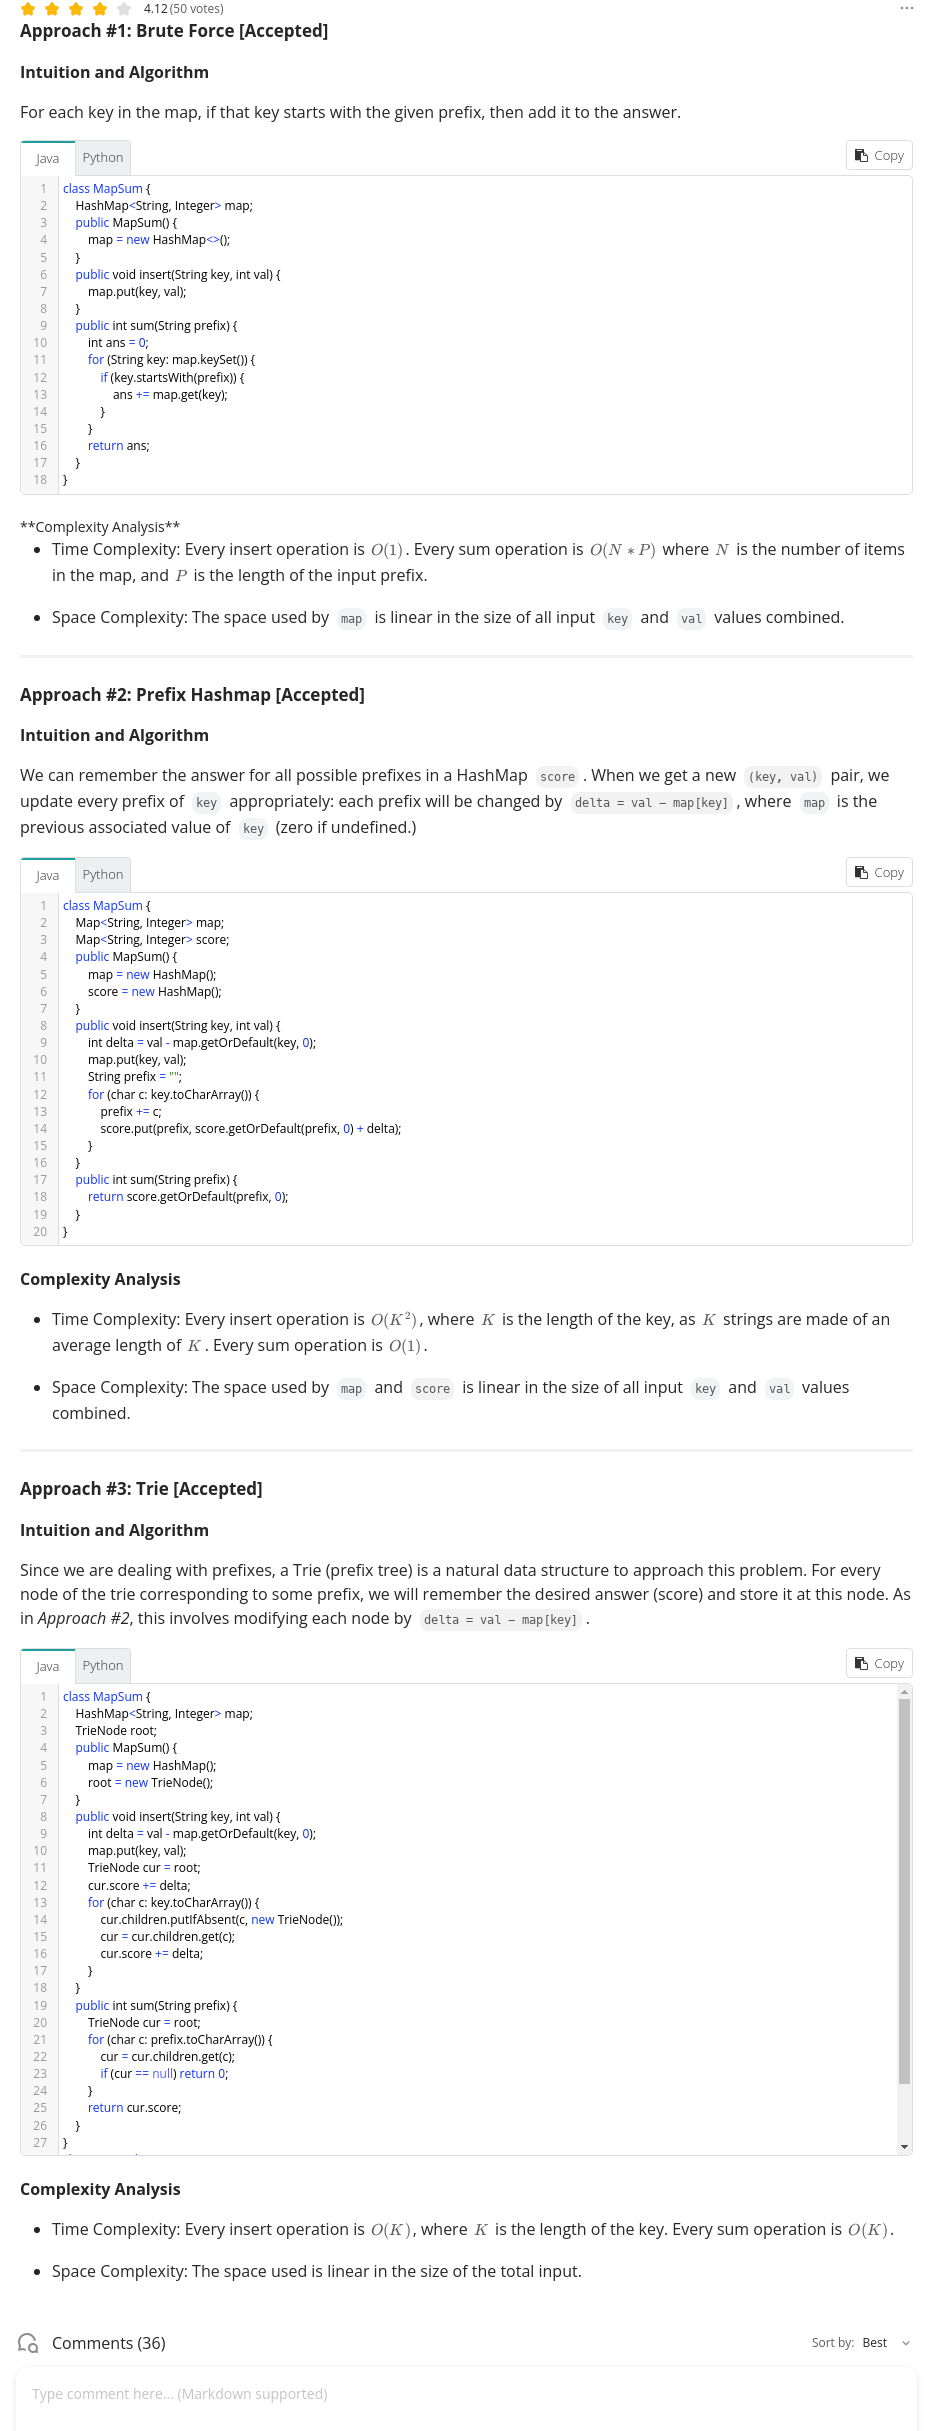 4.12 (50 votes)
Approach #1: Brute Force [Accepted]
Intuition and Algorithm
For each key in the map, if that key starts with the given prefix, then add it to the answer.
Java Python Copy
1 class MapSum {
2 HashMap<String, Integer> map;
3 public MapSum() {
4 map = new HashMap<>();
5 }
6 public void insert(String key, int val) {
7 map.put(key, val);
8 }
9 public int sum(String prefix) {
10 int ans = 0;
11 for (String key: map.keySet()) {
12 if (key.startsWith(prefix)) {
13 ans += map.get(key);
14 }
15 }
16 return ans;
17 }
18 }
**Complexity Analysis**
• Time Complexity: Every insert operation is O(1). Every sum operation is O(N ∗ P) where N is the number of items
in the map, and P is the length of the input prefix.
• Space Complexity: The space used by map is linear in the size of all input key and val values combined.
Approach #2: Prefix Hashmap [Accepted]
Intuition and Algorithm
We can remember the answer for all possible prefixes in a HashMap score . When we get a new (key, val) pair, we
update every prefix of key appropriately: each prefix will be changed by delta = val − map[key] , where map is the
previous associated value of key (zero if undefined.)
Java Python Copy
1 class MapSum {
2 Map<String, Integer> map;
3 Map<String, Integer> score;
4 public MapSum() {
5 map = new HashMap();
6 score = new HashMap();
7 }
8 public void insert(String key, int val) {
9 int delta = val - map.getOrDefault(key, 0);
10 map.put(key, val);
11 String prefix = "";
12 for (char c: key.toCharArray()) {
13 prefix += c;
14 score.put(prefix, score.getOrDefault(prefix, 0) + delta);
15 }
16 }
17 public int sum(String prefix) {
18 return score.getOrDefault(prefix, 0);
19 }
20 }
Complexity Analysis
• Time Complexity: Every insert operation is O(K²), where K is the length of the key, as K strings are made of an
average length of K . Every sum operation is O(1).
• Space Complexity: The space used by map and score is linear in the size of all input key and val values
combined.
Approach #3: Trie [Accepted]
Intuition and Algorithm
Since we are dealing with prefixes, a Trie (prefix tree) is a natural data structure to approach this problem. For every
node of the trie corresponding to some prefix, we will remember the desired answer (score) and store it at this node. As
in Approach #2, this involves modifying each node by delta = val − map[key] .
Java Python Copy
1 class MapSum {
2 HashMap<String, Integer> map;
3 TrieNode root;
4 public MapSum() {
5 map = new HashMap();
6 root = new TrieNode();
7 }
8 public void insert(String key, int val) {
9 int delta = val - map.getOrDefault(key, 0);
10 map.put(key, val);
11 TrieNode cur = root;
12 cur.score += delta;
13 for (char c: key.toCharArray()) {
14 cur.children.putIfAbsent(c, new TrieNode());
15 cur = cur.children.get(c);
16 cur.score += delta;
17 }
18 }
19 public int sum(String prefix) {
20 TrieNode cur = root;
21 for (char c: prefix.toCharArray()) {
22 cur = cur.children.get(c);
23 if (cur == null) return 0;
24 }
25 return cur.score;
26 }
27 }
Complexity Analysis
• Time Complexity: Every insert operation is O(K), where K is the length of the key. Every sum operation is O(K).
• Space Complexity: The space used is linear in the size of the total input.
Comments (36) Sort by: Best
Type comment here... (Markdown supported)